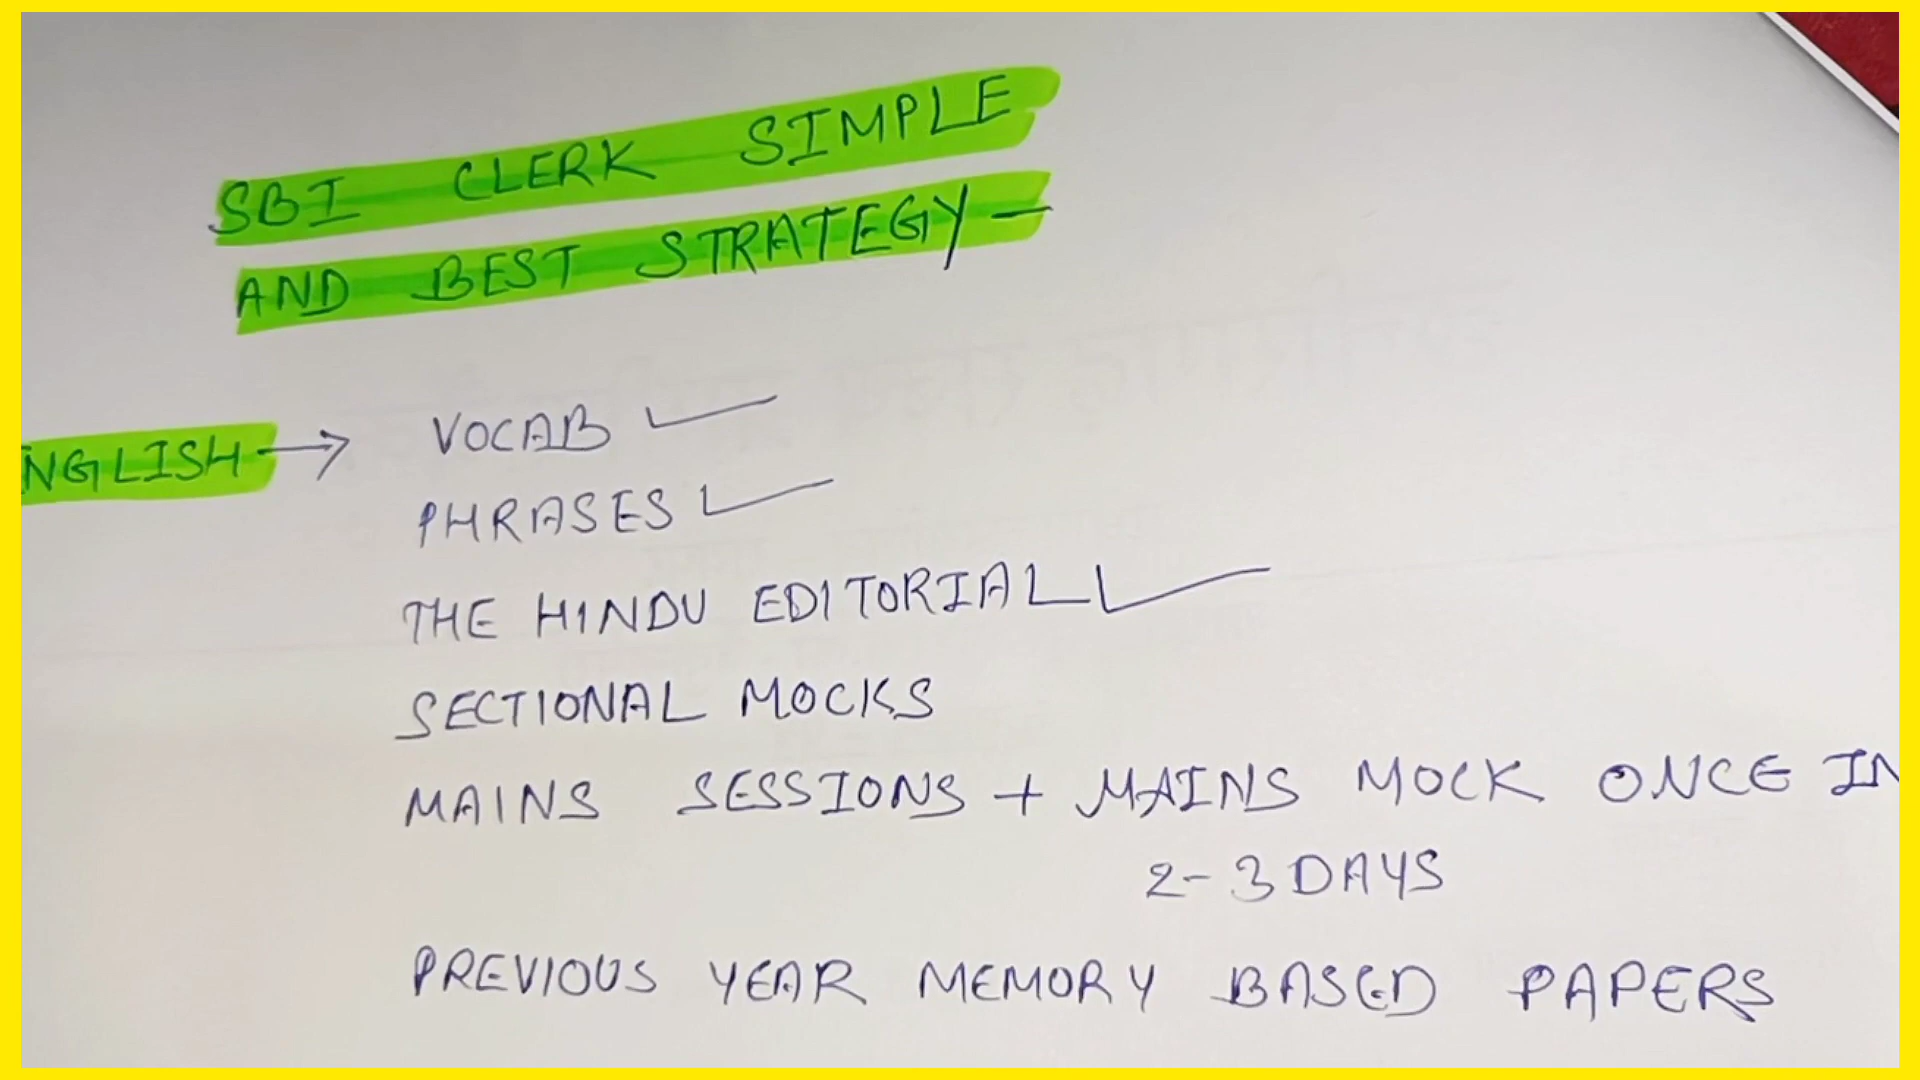 SBI CLERK SIMPLE
AND BEST STRATEGY -
NGLISH → VOCAB ✓
PHRASES ✓
THE HINDU EDITORIAL ✓
SECTIONAL MOCKS
MAINS SESSIONS + MAINS MOCK ONCE IN
2-3 DAYS
PREVIOUS YEAR MEMORY BASED PAPERS